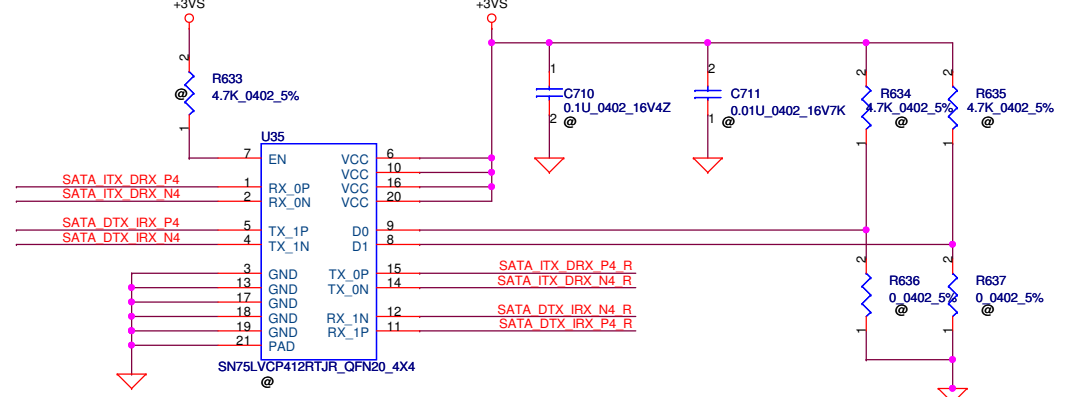 +3VS
+3VS
2
R633
@
4.7K_0402_5%
1
1
C710
0.1U_0402_16V4Z
2
@
2
C711
0.01U_0402_16V7K
1
@
2
R634
4.7K_0402_5%
@
1
2
R635
4.7K_0402_5%
@
1
U35
7 EN
VCC 6
VCC 10
VCC 16
VCC 20
SATA_ITX_DRX_P4 1 RX_0P
SATA_ITX_DRX_N4 2 RX_0N
SATA_DTX_IRX_P4 5 TX_1P
SATA_DTX_IRX_N4 4 TX_1N
D0 9
D1 8
3 GND
13 GND
17 GND
18 GND
19 GND
21 PAD
TX_0P 15 SATA_ITX_DRX_P4_R
TX_0N 14 SATA_ITX_DRX_N4_R
RX_1N 12 SATA_DTX_IRX_N4_R
RX_1P 11 SATA_DTX_IRX_P4_R
SN75LVCP412RTJR_QFN20_4X4
@
2
R636
0_0402_5%
@
1
2
R637
0_0402_5%
@
1